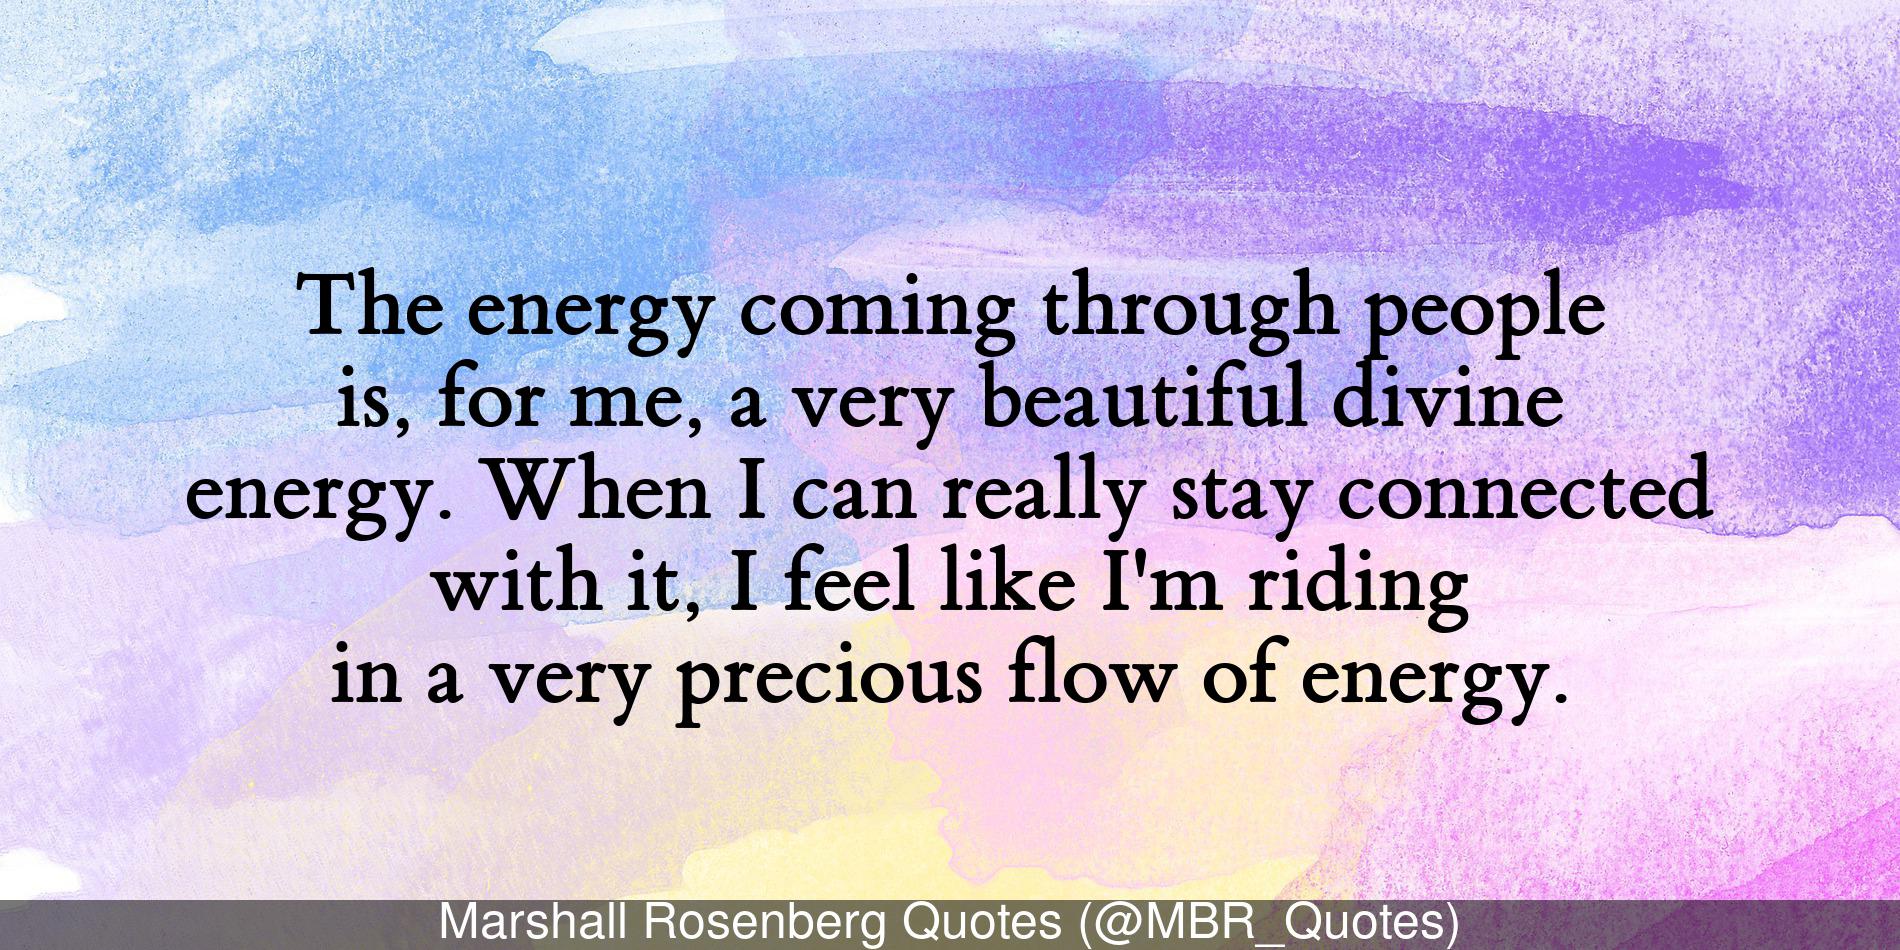 The energy coming through people
is, for me, a very beautiful divine
energy. When I can really stay connected
with it, I feel like I'm riding
in a very precious flow of energy.
Marshall Rosenberg Quotes (@MBR_Quotes)